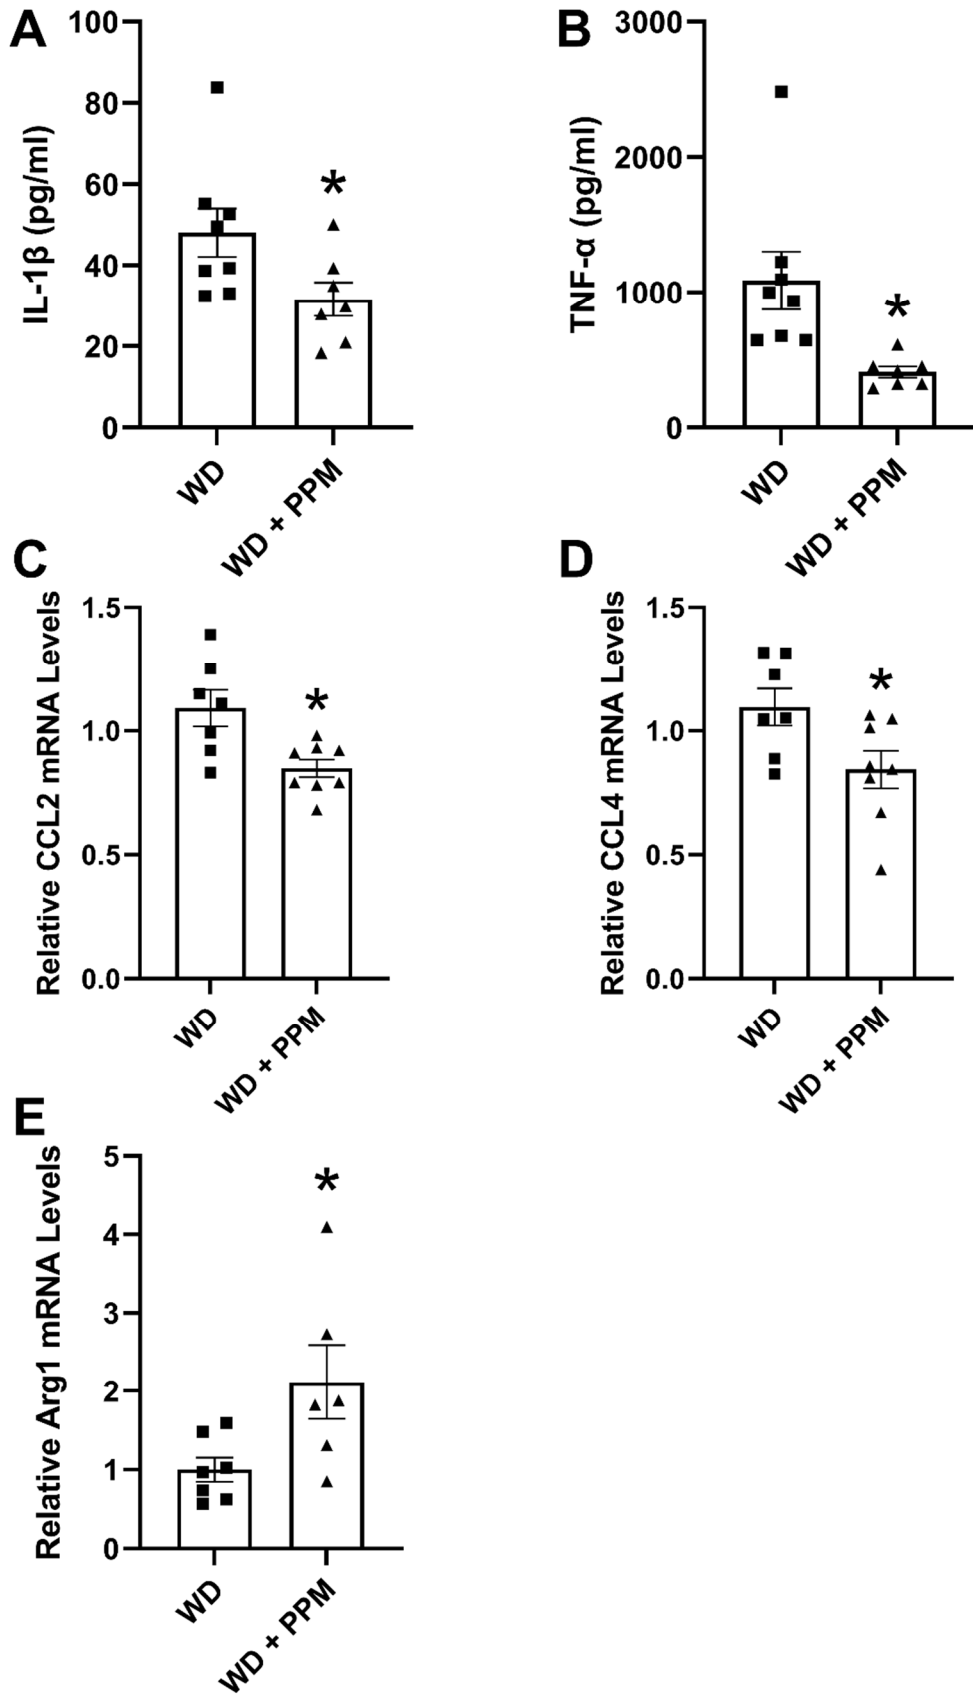 A
IL-1β (pg/ml)
100
80
60
40
20
0
*
WD
WD + PPM
B
TNF-α (pg/ml)
3000
2000
1000
0
*
WD
WD + PPM
C
Relative CCL2 mRNA Levels
1.5
1.0
0.5
0.0
*
WD
WD + PPM
D
Relative CCL4 mRNA Levels
1.5
1.0
0.5
0.0
*
WD
WD + PPM
E
Relative Arg1 mRNA Levels
5
4
3
2
1
0
*
WD
WD + PPM